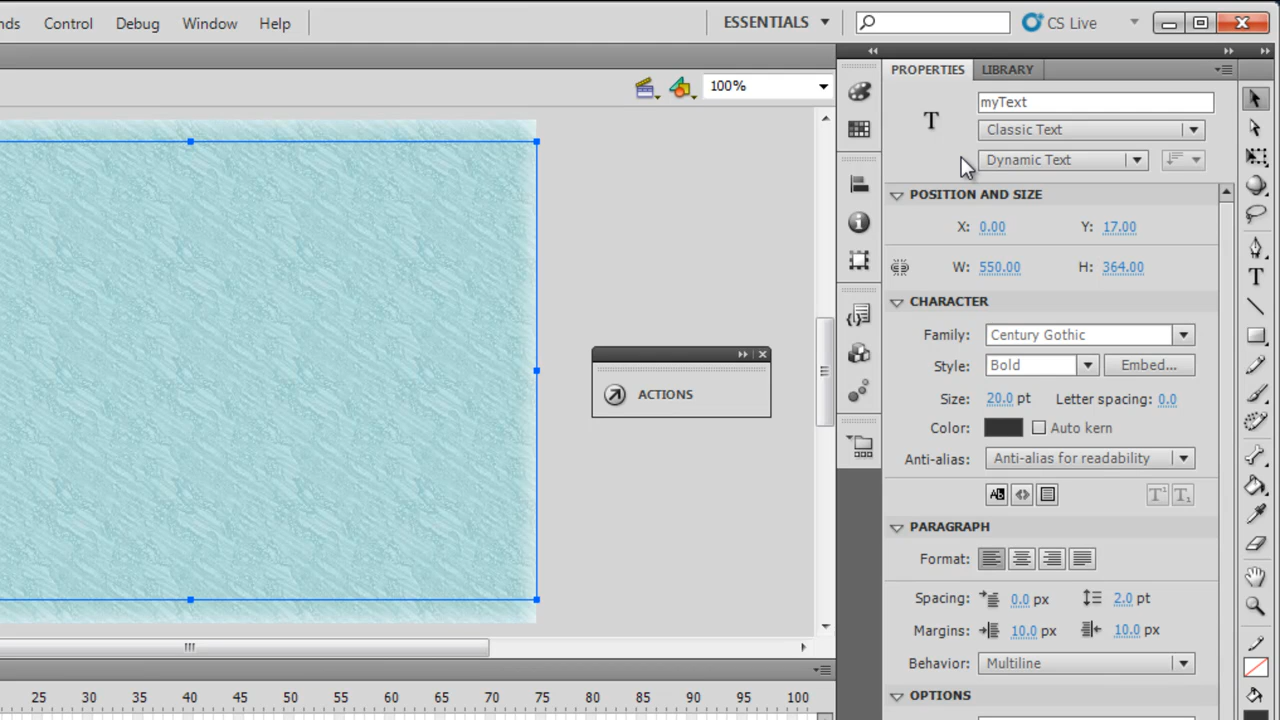 nds Control Debug Window Help
ESSENTIALS
CS Live
PROPERTIES LIBRARY
100%
T
myText
Classic Text
Dynamic Text
POSITION AND SIZE
X: 0.00 Y: 17.00
W: 550.00 H: 364.00
CHARACTER
Family: Century Gothic
Style: Bold Embed...
Size: 20.0 pt Letter spacing: 0.0
Color: Auto kern
Anti-alias: Anti-alias for readability
ACTIONS
PARAGRAPH
Format:
Spacing: 0.0 px 2.0 pt
Margins: 10.0 px 10.0 px
Behavior: Multiline
OPTIONS
25 30 35 40 45 50 55 60 65 70 75 80 85 90 95 100